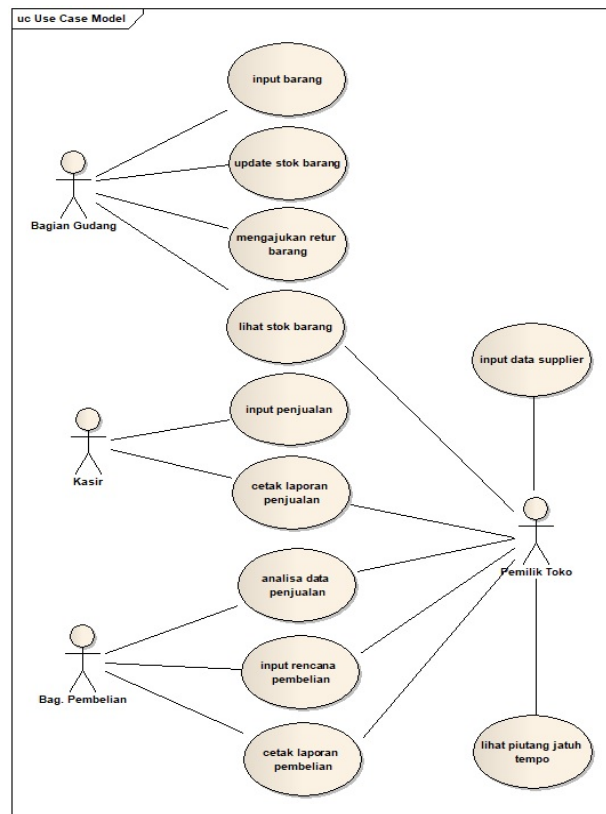 uc Use Case Model
input barang
update stok barang
Bagian Gudang
mengajukan retur
barang
lihat stok barang
input data supplier
input penjualan
Kasir
cetak laporan
penjualan
Pemilik Toko
analisa data
penjualan
Bag. Pembelian
input rencana
pembelian
cetak laporan
pembelian
lihat piutang jatuh
tempo